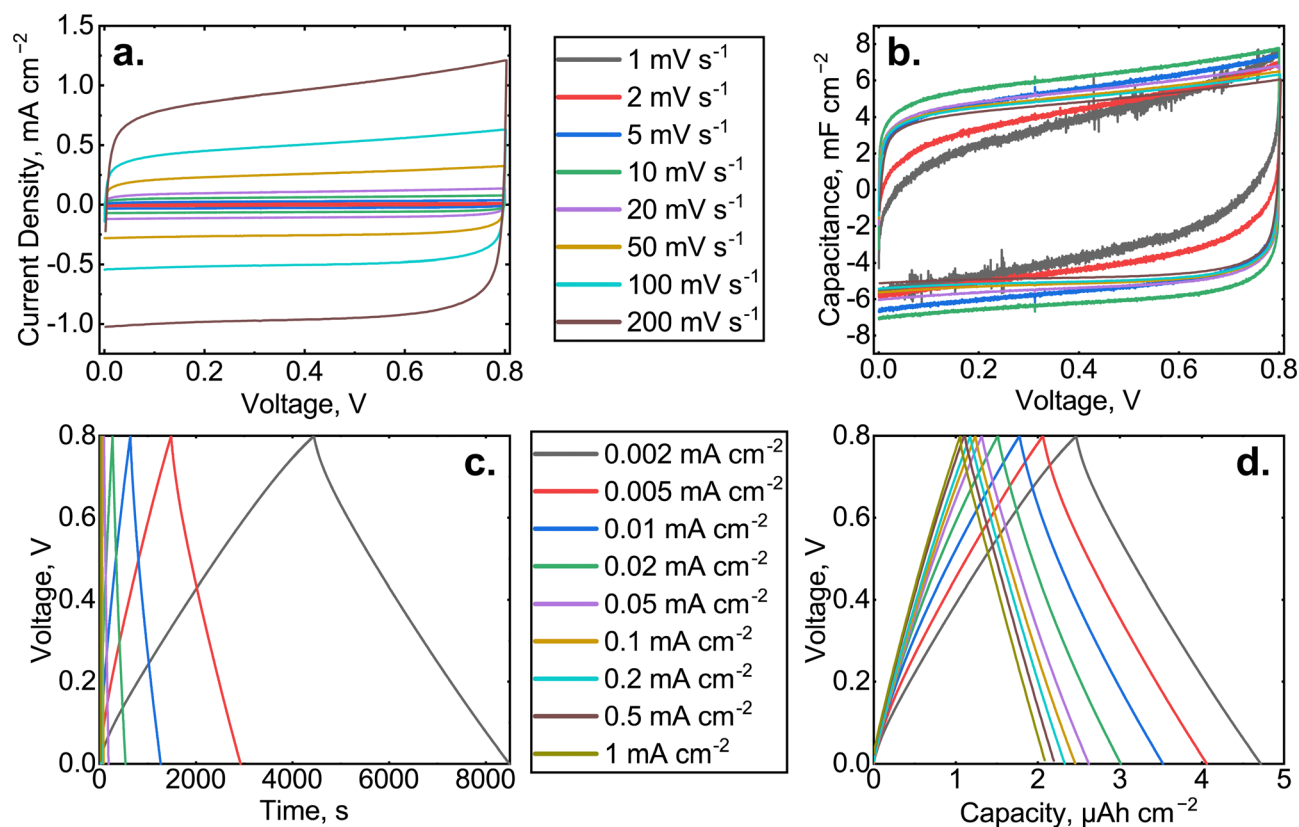 a.
Current Density, mA cm⁻²
1.5
1.0
0.5
0.0
-0.5
-1.0
0.0 0.2 0.4 0.6 0.8
Voltage, V
1 mV s⁻¹
2 mV s⁻¹
5 mV s⁻¹
10 mV s⁻¹
20 mV s⁻¹
50 mV s⁻¹
100 mV s⁻¹
200 mV s⁻¹
b.
Capacitance, mF cm⁻²
8
6
4
2
0
-2
-4
-6
-8
0.0 0.2 0.4 0.6 0.8
Voltage, V
c.
Voltage, V
0.8
0.6
0.4
0.2
0.0
0 2000 4000 6000 8000
Time, s
0.002 mA cm⁻²
0.005 mA cm⁻²
0.01 mA cm⁻²
0.02 mA cm⁻²
0.05 mA cm⁻²
0.1 mA cm⁻²
0.2 mA cm⁻²
0.5 mA cm⁻²
1 mA cm⁻²
d.
Voltage, V
0.8
0.6
0.4
0.2
0.0
0 1 2 3 4 5
Capacity, µAh cm⁻²